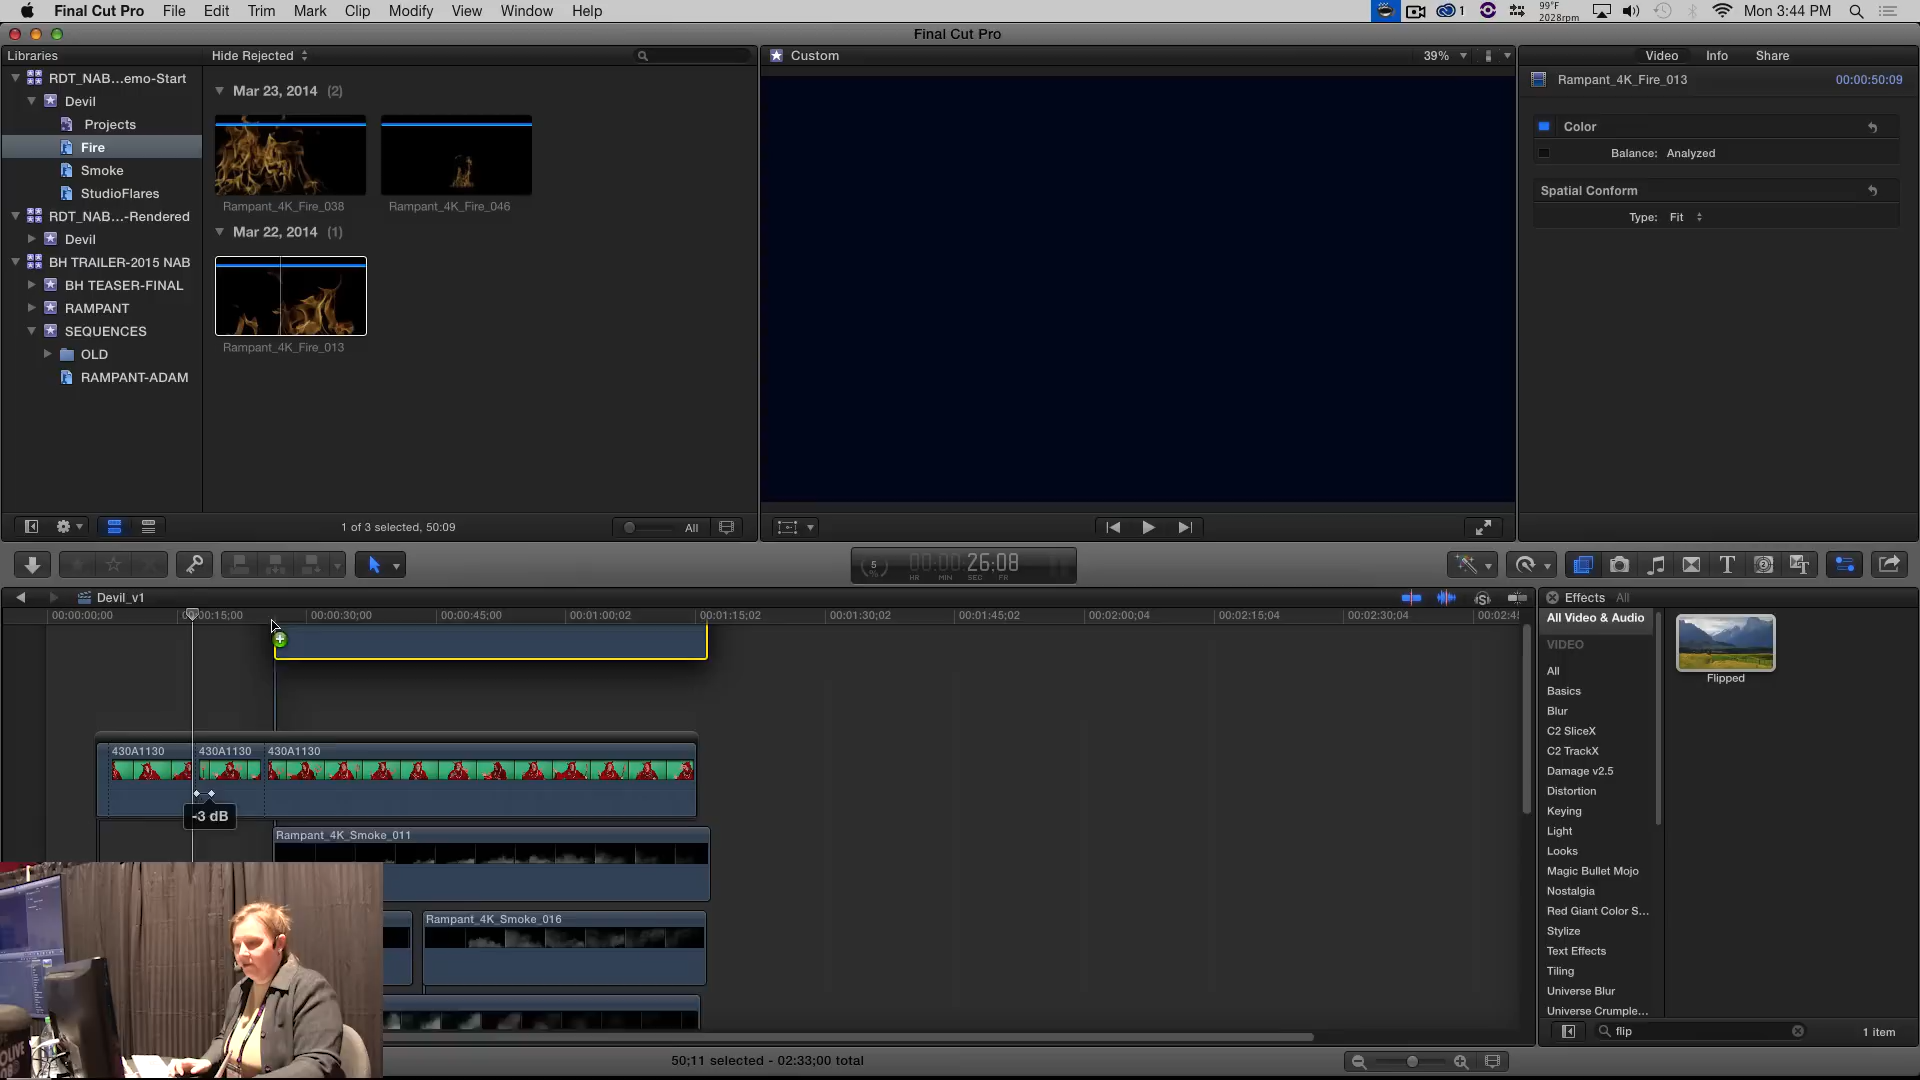 Final Cut Pro File Edit Trim Mark Clip Modify View Window Help
1 99°F 2028rpm Mon 3:44 PM
Final Cut Pro
Libraries
RDT_NAB...emo-Start
Devil
Projects
Fire
Smoke
StudioFlares
RDT_NAB...-Rendered
Devil
BH TRAILER-2015 NAB
BH TEASER-FINAL
RAMPANT
SEQUENCES
OLD
RAMPANT-ADAM
Hide Rejected
Mar 23, 2014 (2)
Rampant_4K_Fire_038 Rampant_4K_Fire_046
Mar 22, 2014 (1)
Rampant_4K_Fire_013
1 of 3 selected, 50:09 All
Custom 39%
Video Info Share
Rampant_4K_Fire_013 00:00:50:09
Color
Balance: Analyzed
Spatial Conform
Type: Fit
5 % 00:00:26:08
HR MIN SEC FR
Devil_v1
00:00:00;00 00:00:15;00 00:00:30;00 00:00:45;00 00:01:00;02 00:01:15;02 00:01:30;02 00:01:45;02 00:02:00;04 00:02:15;04 00:02:30;04 00:02:45
430A1130 430A1130 430A1130
-3 dB
Rampant_4K_Smoke_011
Rampant_4K_Smoke_016
50;11 selected - 02:33;00 total
Effects All
All Video & Audio
VIDEO
All
Basics
Blur
C2 SliceX
C2 TrackX
Damage v2.5
Distortion
Keying
Light
Looks
Magic Bullet Mojo
Nostalgia
Red Giant Color S...
Stylize
Text Effects
Tiling
Universe Blur
Universe Crumple...
Flipped
flip 1 item